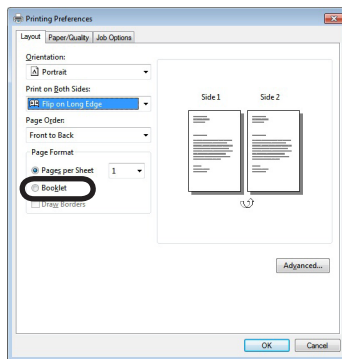 Printing Preferences
Layout Paper/Quality Job Options
Orientation:
Portrait
Print on Both Sides:
Flip on Long Edge
Page Order:
Front to Back
Page Format
Pages per Sheet 1
Booklet
Draw Borders
Side 1 Side 2
Advanced...
OK Cancel